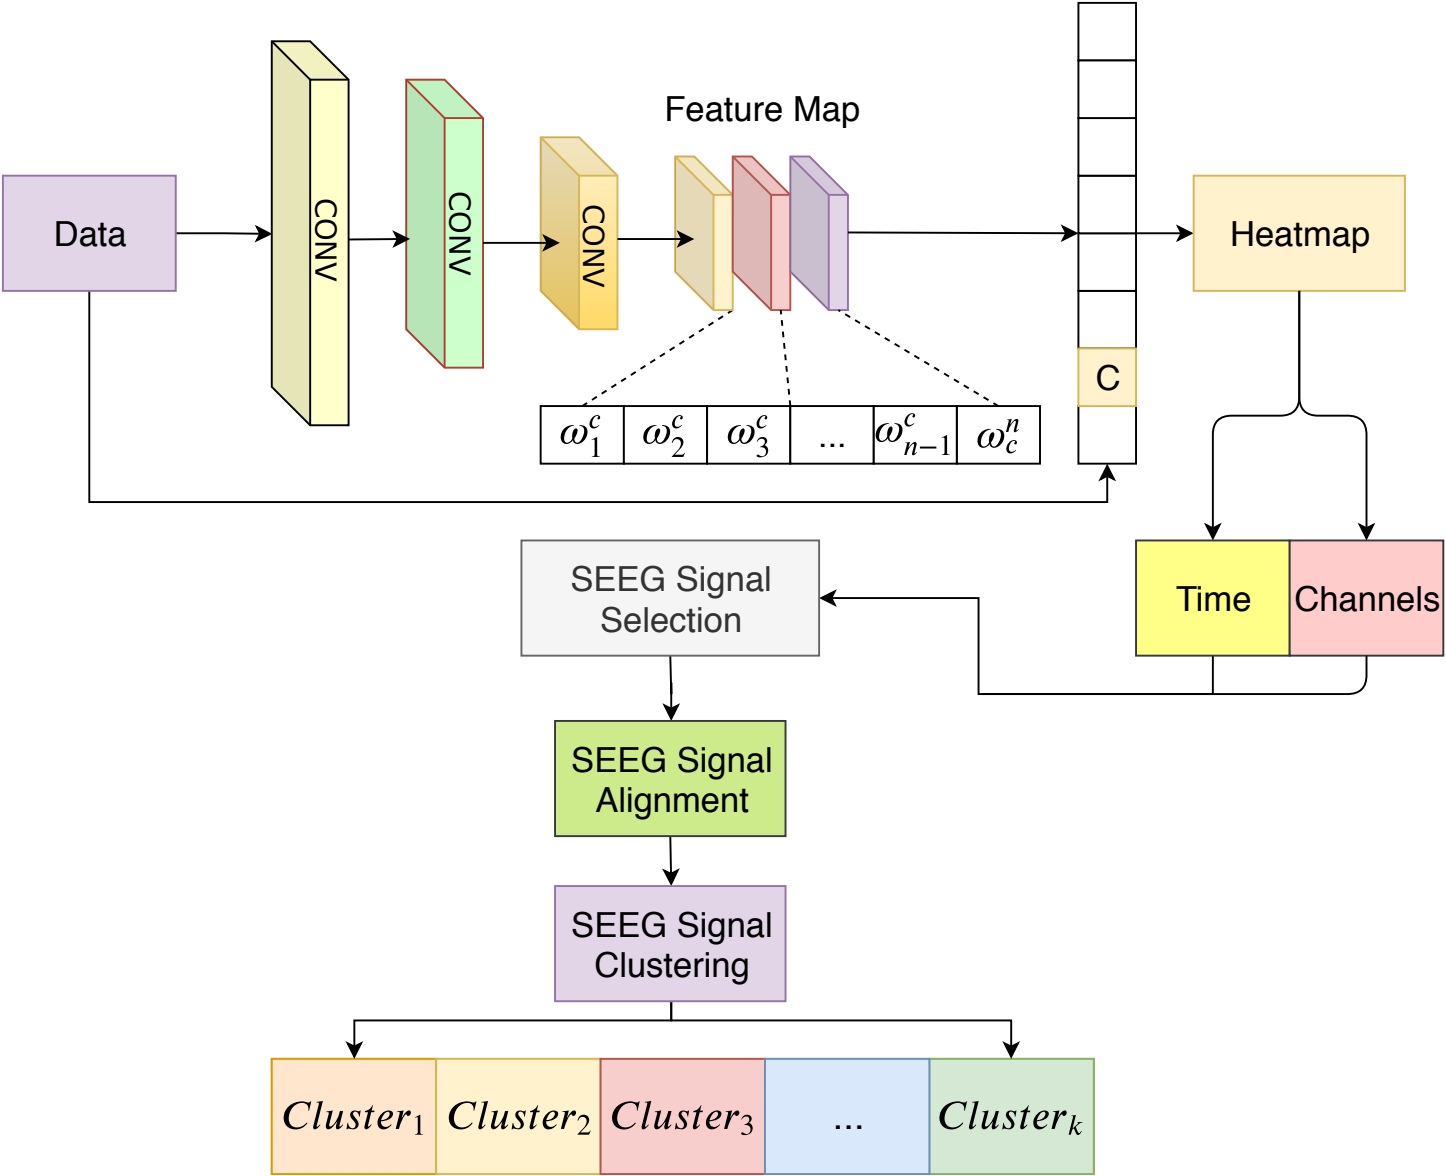 Feature Map
Data
CONV
CONV
CONV
Heatmap
C
ω₁ᶜ ω₂ᶜ ω₃ᶜ ... ωₙ₋₁ᶜ ω_c^n
Time
Channels
SEEG Signal
Selection
SEEG Signal
Alignment
SEEG Signal
Clustering
Cluster₁ Cluster₂ Cluster₃ ... Clusterₖ